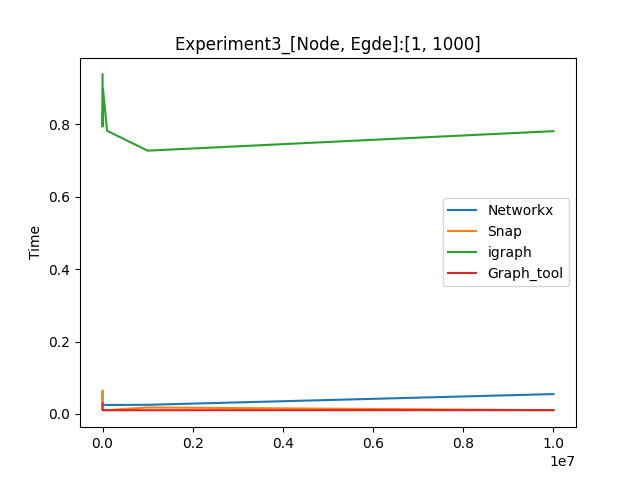 Experiment3_[Node, Egde]:[1, 1000]
Time
0.8
0.6
0.4
0.2
0.0
Networkx
Snap
igraph
Graph_tool
0.0 0.2 0.4 0.6 0.8 1.0
1e7